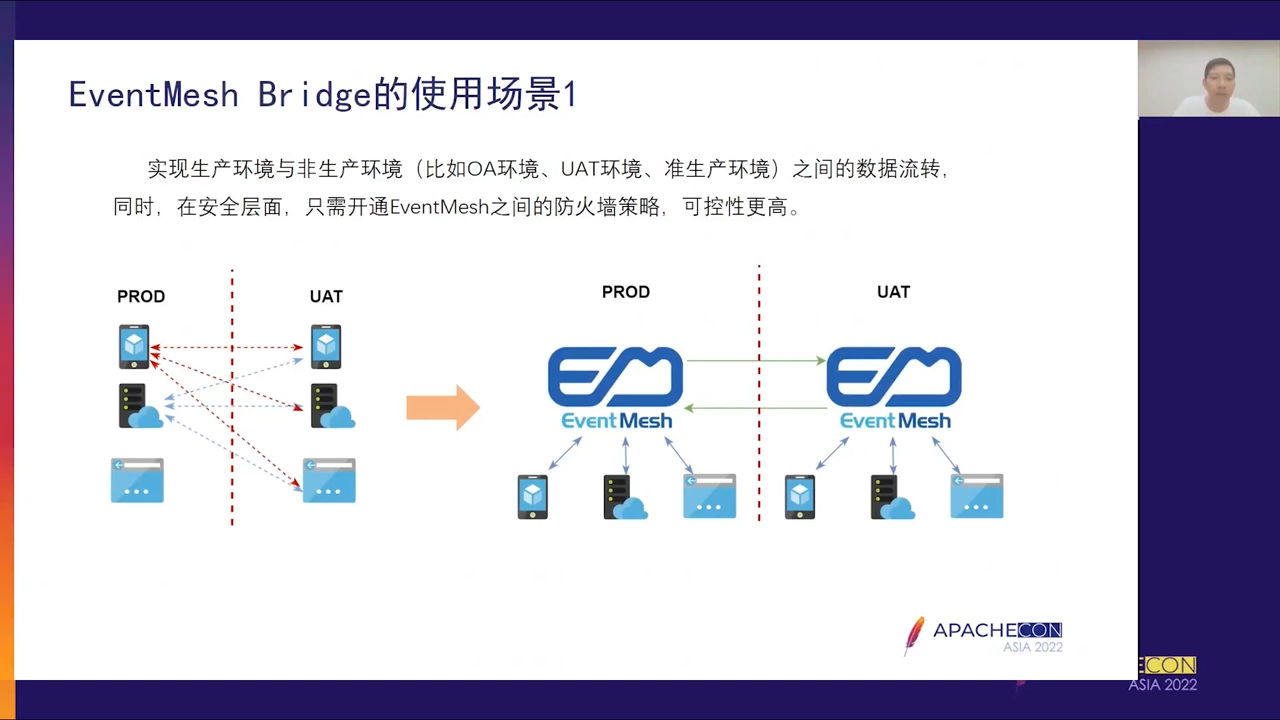 EventMesh Bridge的使用场景1
实现生产环境与非生产环境（比如OA环境、UAT环境、准生产环境）之间的数据流转，
同时，在安全层面，只需开通EventMesh之间的防火墙策略，可控性更高。
PROD
UAT
PROD
UAT
EventMesh
EventMesh
APACHECON
ASIA 2022
ECON
ASIA 2022